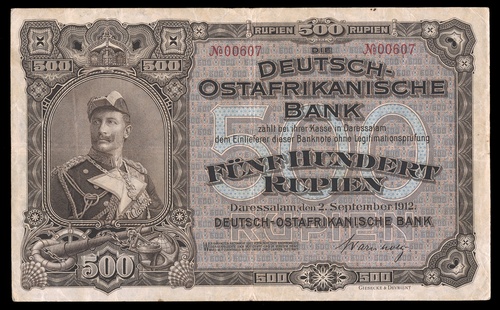 RUPIEN 500 RUPIEN
500 500
№00607 №00607
DIE
DEUTSCH-
OSTAFRIKANISCHE
BANK
zahlt bei ihrer Kasse in Daressalam
dem Einlieferer dieser Banknote ohne Legitimationsprüfung
500
FÜNFHUNDERT
RUPIEN
Daressalam, den 2. September 1912.
DEUTSCH-OSTAFRIKANISCHE BANK
500
500 500
GIESECKE & DEVRIENT